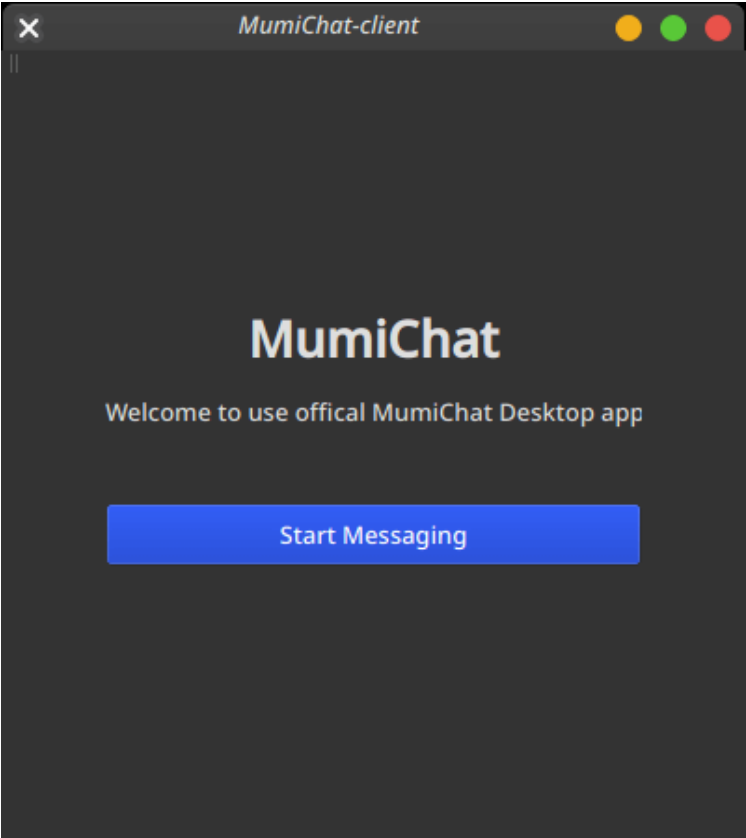 MumiChat-client
MumiChat
Welcome to use offical MumiChat Desktop app
Start Messaging